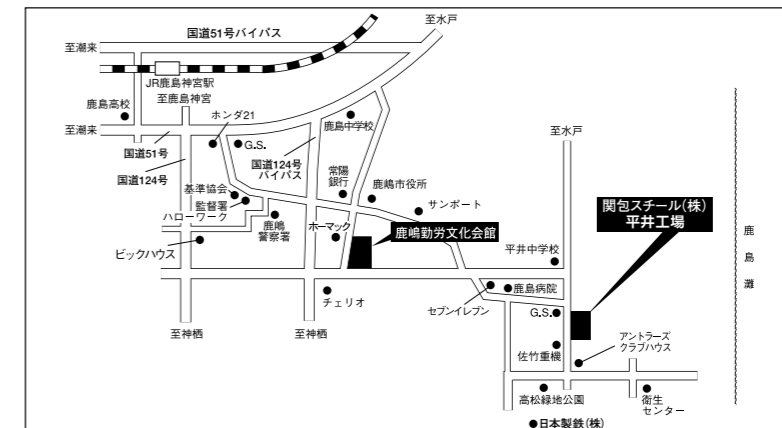 国道51号バイパス
至水戸
至潮来
JR鹿島神宮駅
至鹿島神宮
鹿島高校
ホンダ21
至潮来
鹿島中学校
至水戸
国道51号
G.S.
国道124号
バイパス
国道124号
常陽
銀行
基準協会
監督署
ハローワーク
鹿嶋市役所
サンポート
関包スチール(株)
平井工場
鹿島灘
鹿嶋
警察署
ホーマック
鹿嶋勤労文化会館
ビックハウス
平井中学校
チェリオ
セブンイレブン
鹿島病院
G.S.
至神栖
至神栖
佐竹重機
アントラーズ
クラブハウス
高松緑地公園
衛生
センター
日本製鉄(株)